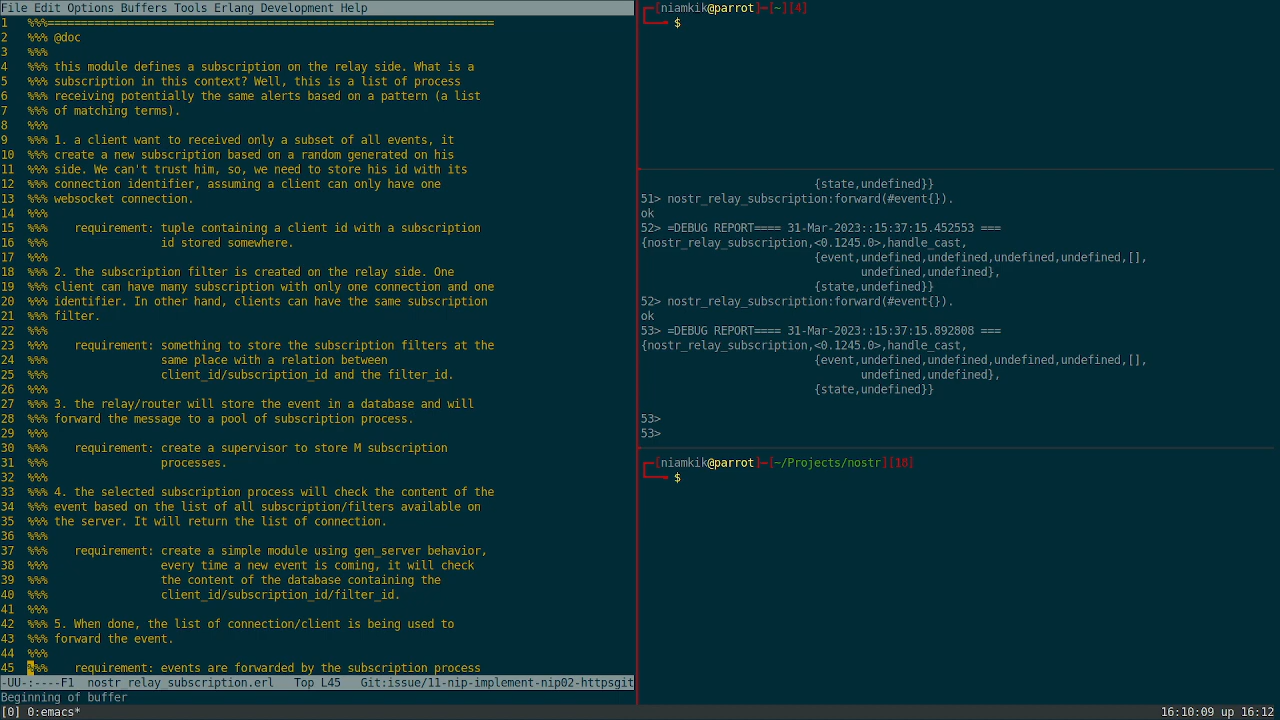 File Edit Options Buffers Tools Erlang Development Help
1 %%%===================================================================
2 %%% @doc
3 %%%
4 %%% this module defines a subscription on the relay side. What is a
5 %%% subscription in this context? Well, this is a list of process
6 %%% receiving potentially the same alerts based on a pattern (a list
7 %%% of matching terms).
8 %%%
9 %%% 1. a client want to received only a subset of all events, it
10 %%% create a new subscription based on a random generated on his
11 %%% side. We can't trust him, so, we need to store his id with its
12 %%% connection identifier, assuming a client can only have one
13 %%% websocket connection.
14 %%%
15 %%%    requirement: tuple containing a client id with a subscription
16 %%%                 id stored somewhere.
17 %%%
18 %%% 2. the subscription filter is created on the relay side. One
19 %%% client can have many subscription with only one connection and one
20 %%% identifier. In other hand, clients can have the same subscription
21 %%% filter.
22 %%%
23 %%%    requirement: something to store the subscription filters at the
24 %%%                 same place with a relation between
25 %%%                 client_id/subscription_id and the filter_id.
26 %%%
27 %%% 3. the relay/router will store the event in a database and will
28 %%% forward the message to a pool of subscription process.
29 %%%
30 %%%    requirement: create a supervisor to store M subscription
31 %%%                 processes.
32 %%%
33 %%% 4. the selected subscription process will check the content of the
34 %%% event based on the list of all subscription/filters available on
35 %%% the server. It will return the list of connection.
36 %%%
37 %%%    requirement: create a simple module using gen_server behavior,
38 %%%                 every time a new event is coming, it will check
39 %%%                 the content of the database containing the
40 %%%                 client_id/subscription_id/filter_id.
41 %%%
42 %%% 5. When done, the list of connection/client is being used to
43 %%% forward the event.
44 %%%
45 %%%    requirement: events are forwarded by the subscription process
-UU-:----F1  nostr_relay_subscription.erl   Top L45   Git:issue/11-nip-implement-nip02-httpsgit
Beginning of buffer
[niamkik@parrot]-[~][4]
$
{state,undefined}}
51> nostr_relay_subscription:forward(#event{}).
ok
52> =DEBUG REPORT==== 31-Mar-2023::15:37:15.452553 ===
{nostr_relay_subscription,<0.1245.0>,handle_cast,
{event,undefined,undefined,undefined,undefined,[],
undefined,undefined},
{state,undefined}}
52> nostr_relay_subscription:forward(#event{}).
ok
53> =DEBUG REPORT==== 31-Mar-2023::15:37:15.892808 ===
{nostr_relay_subscription,<0.1245.0>,handle_cast,
{event,undefined,undefined,undefined,undefined,[],
undefined,undefined},
{state,undefined}}
53>
53>
[niamkik@parrot]-[~/Projects/nostr][18]
$
[0] 0:emacs*
16:10:09 up 16:12